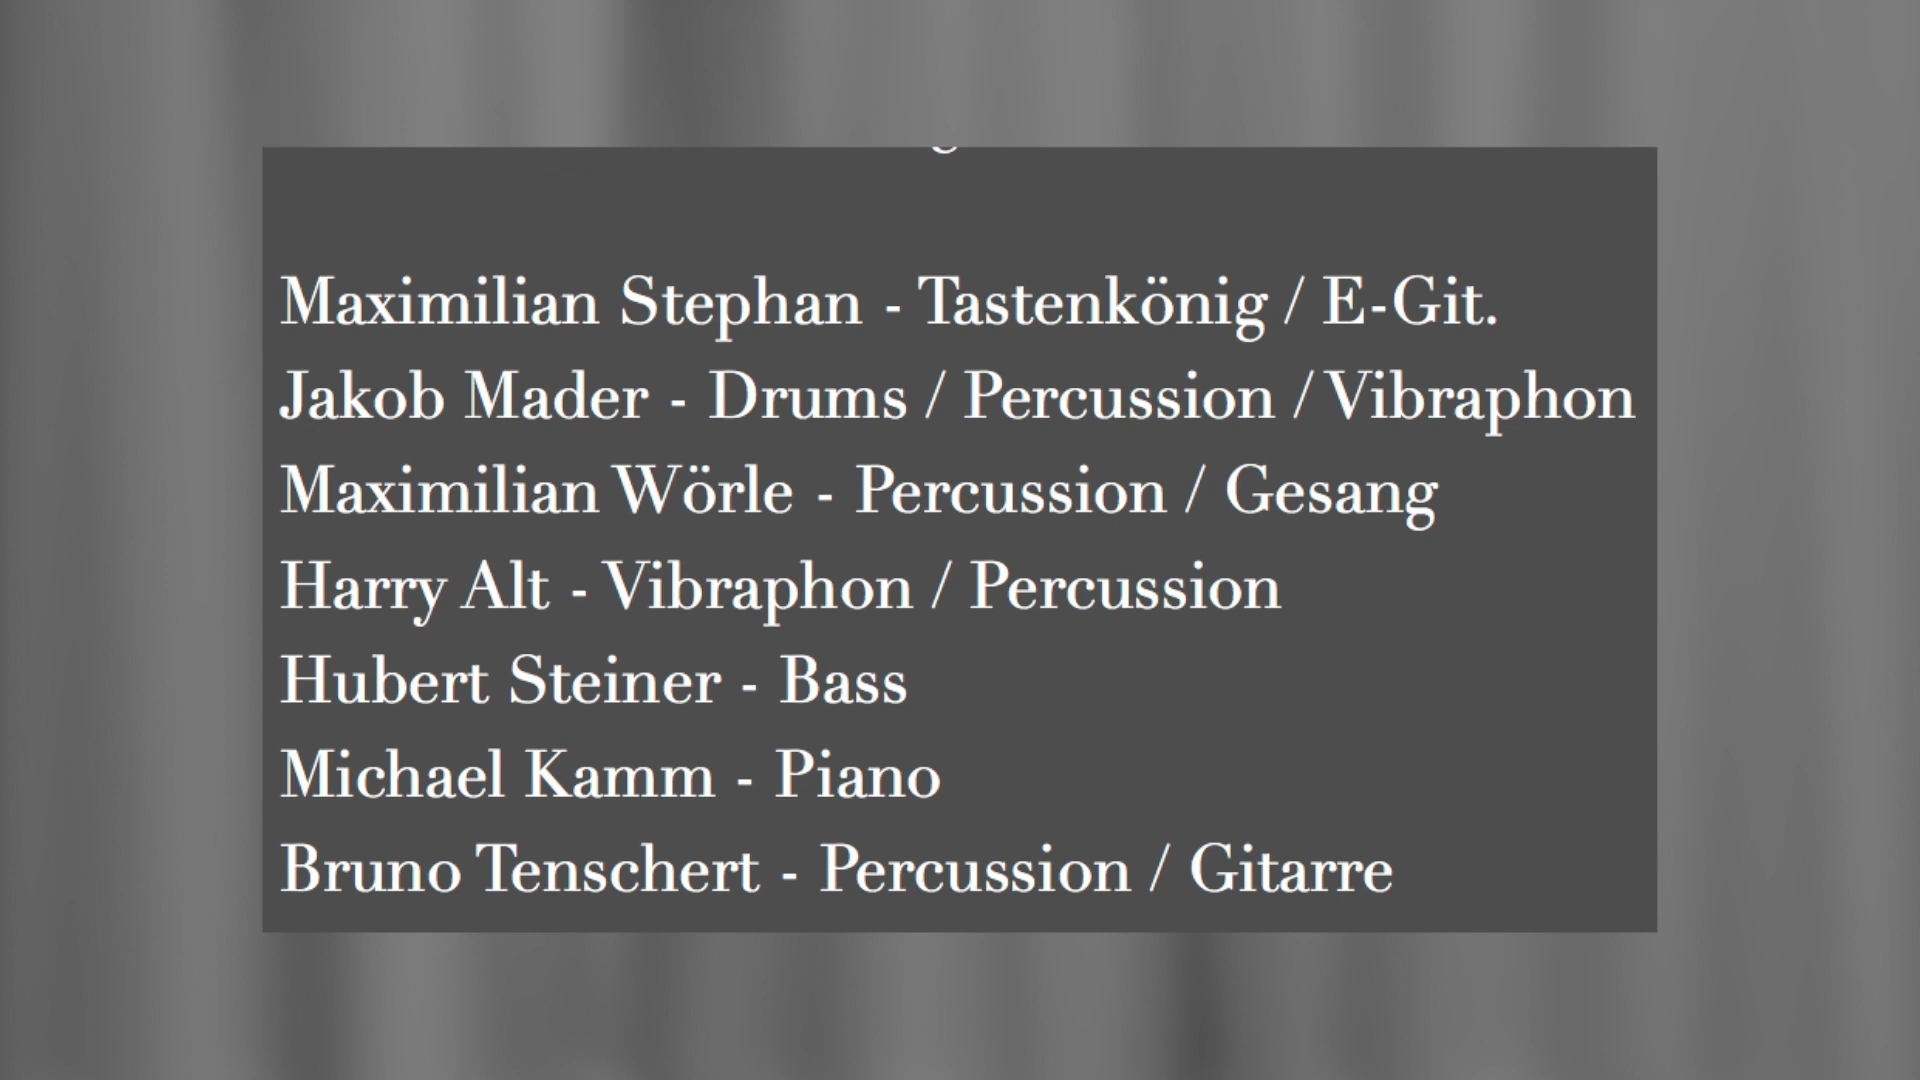 Maximilian Stephan - Tastenkönig / E-Git.
Jakob Mader - Drums / Percussion / Vibraphon
Maximilian Wörle - Percussion / Gesang
Harry Alt - Vibraphon / Percussion
Hubert Steiner - Bass
Michael Kamm - Piano
Bruno Tenschert - Percussion / Gitarre